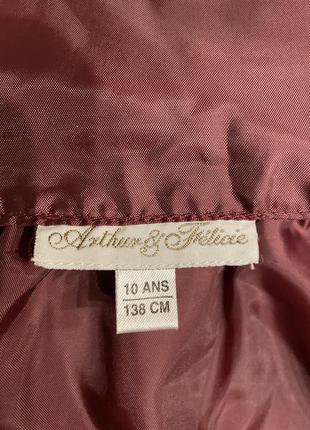 Arthur & Félicie
10 ANS
138 CM